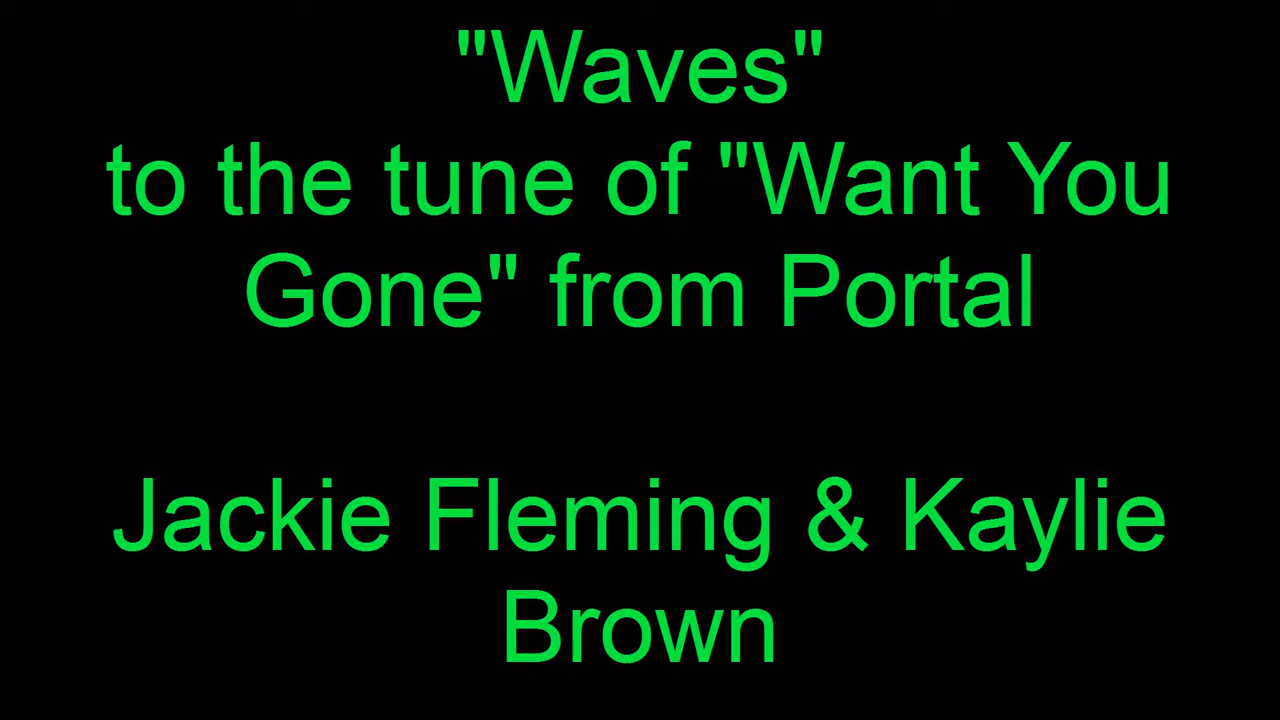 "Waves"
to the tune of "Want You
Gone" from Portal
Jackie Fleming & Kaylie
Brown